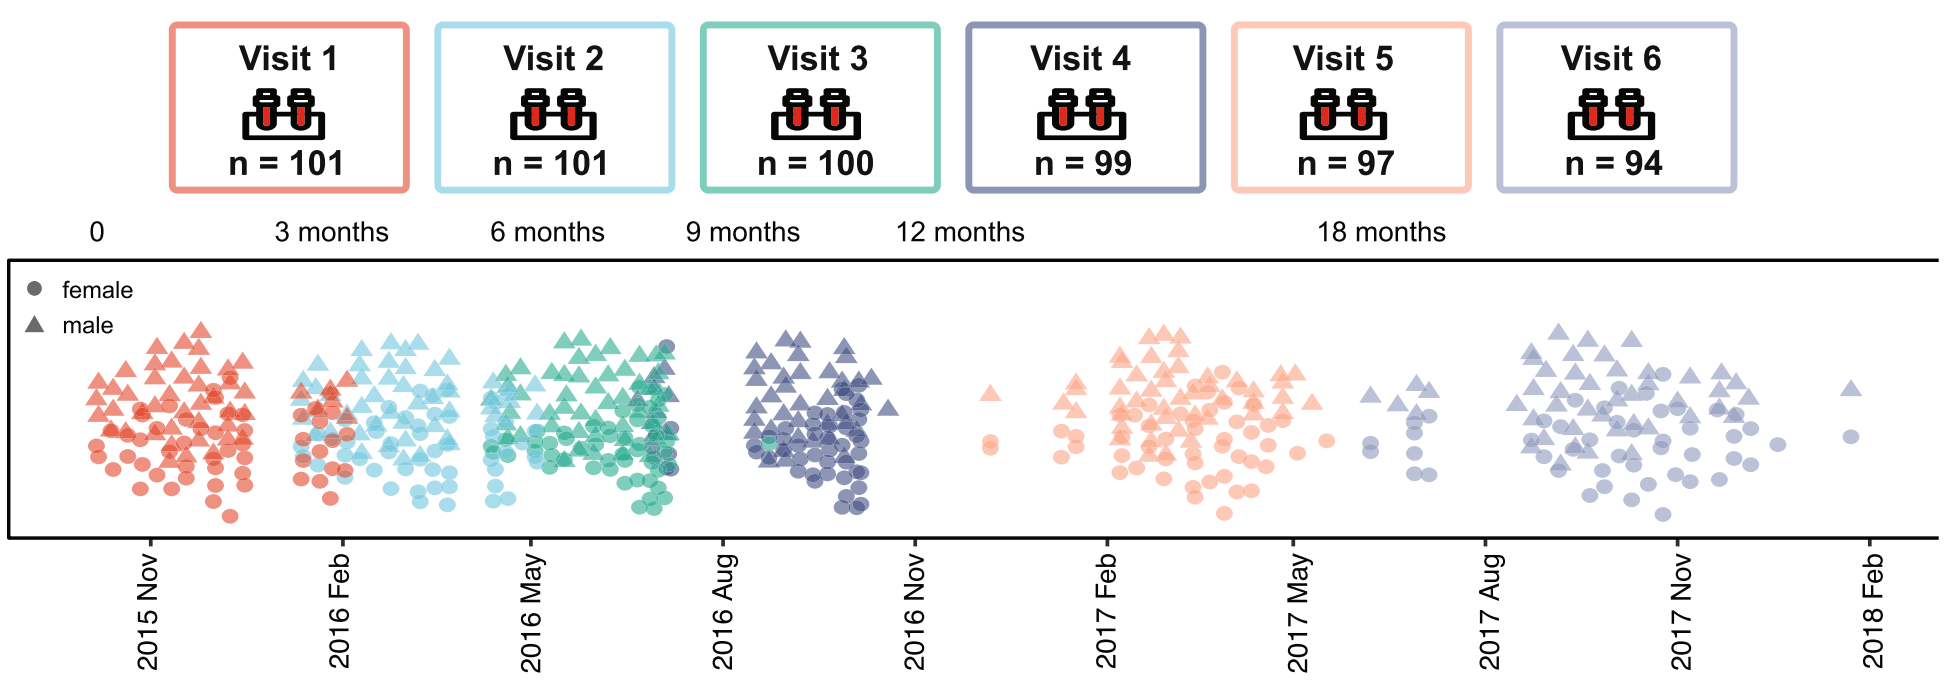 Visit 1
n = 101
Visit 2
n = 101
Visit 3
n = 100
Visit 4
n = 99
Visit 5
n = 97
Visit 6
n = 94
0
3 months
6 months
9 months
12 months
18 months
female
male
2015 Nov
2016 Feb
2016 May
2016 Aug
2016 Nov
2017 Feb
2017 May
2017 Aug
2017 Nov
2018 Feb